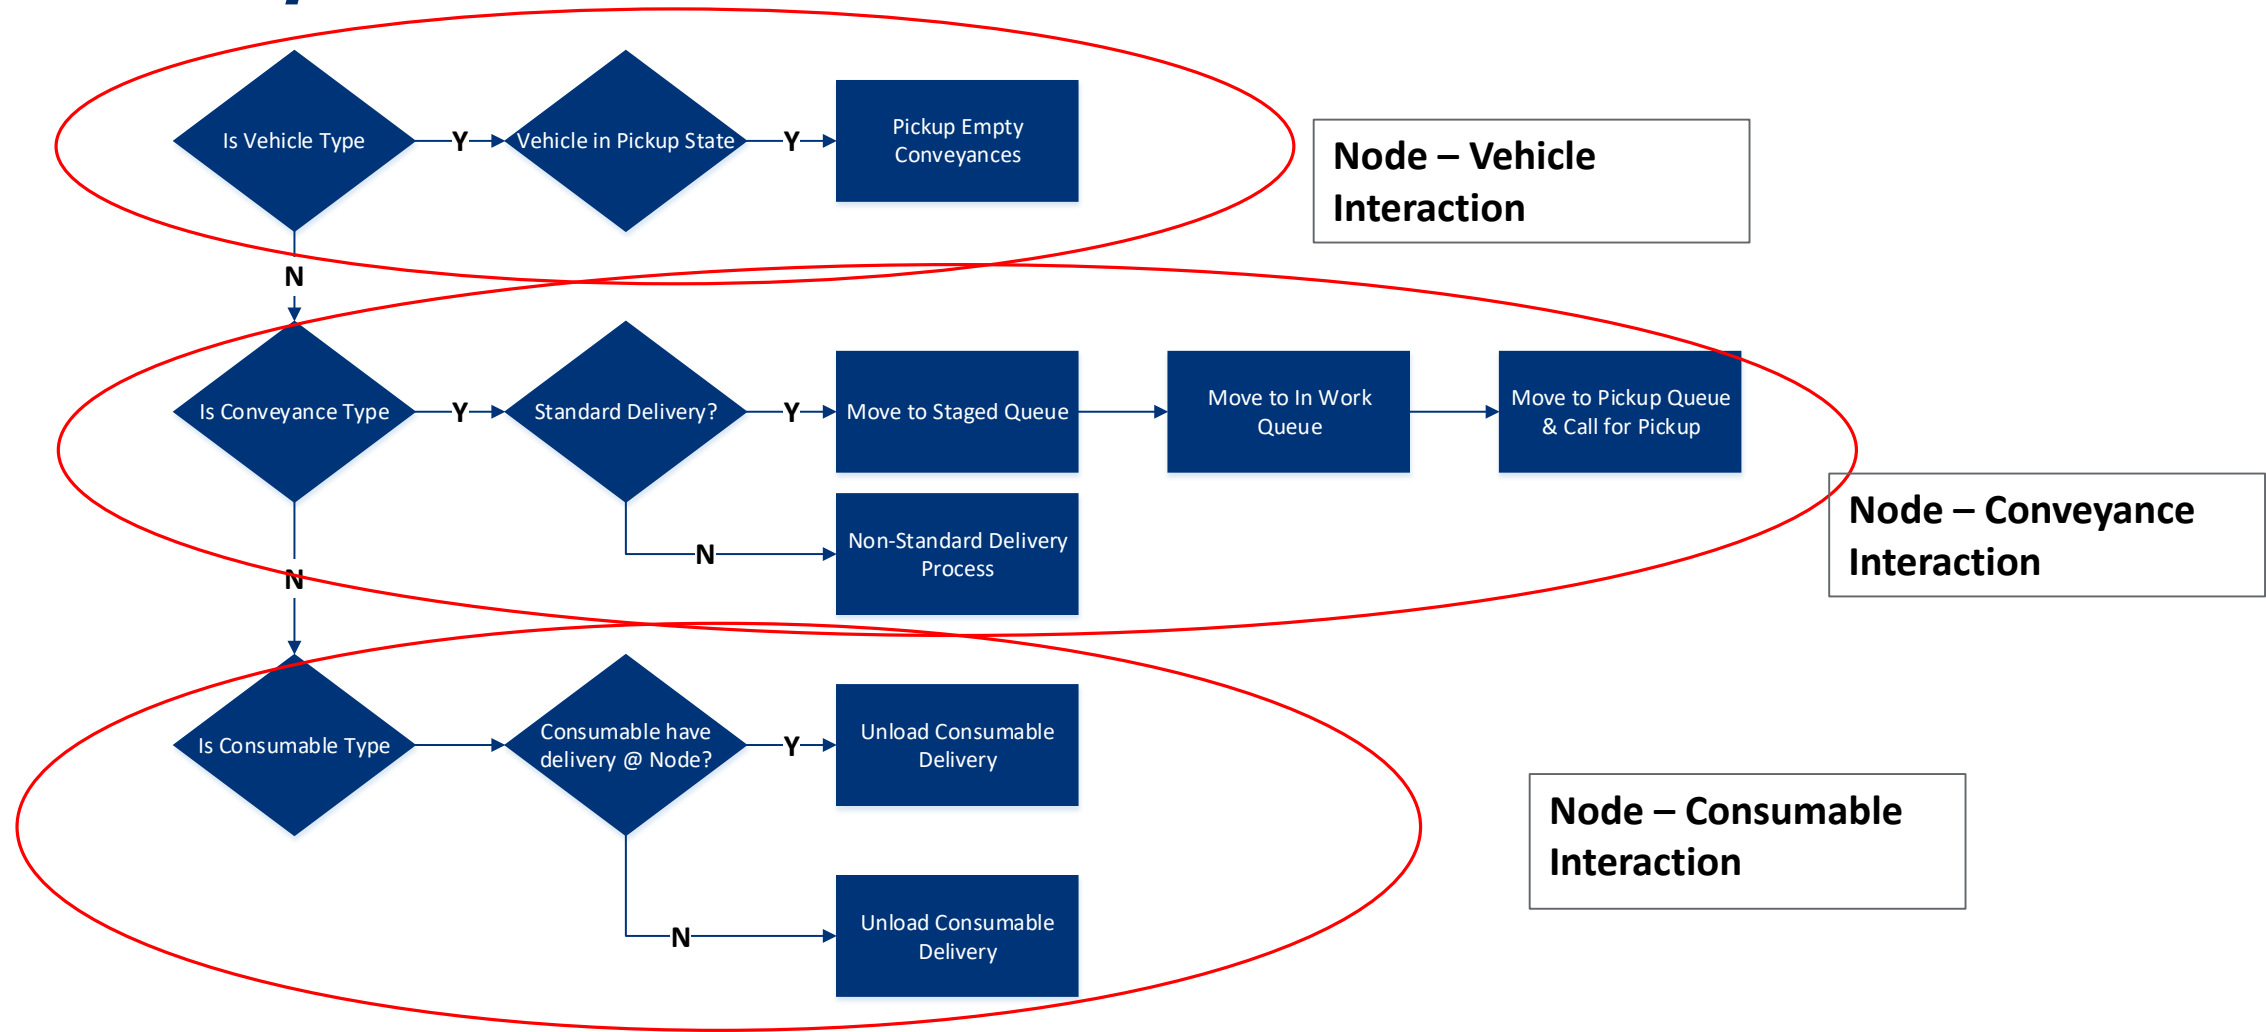 Is Vehicle Type
Y
Vehicle in Pickup State
Y
Pickup Empty
Conveyances
Node – Vehicle
Interaction
N
Is Conveyance Type
Y
Standard Delivery?
Y
Move to Staged Queue
Move to In Work
Queue
Move to Pickup Queue
& Call for Pickup
N
Non-Standard Delivery
Process
Node – Conveyance
Interaction
N
Is Consumable Type
Consumable have
delivery @ Node?
Y
Unload Consumable
Delivery
Node – Consumable
Interaction
N
Unload Consumable
Delivery